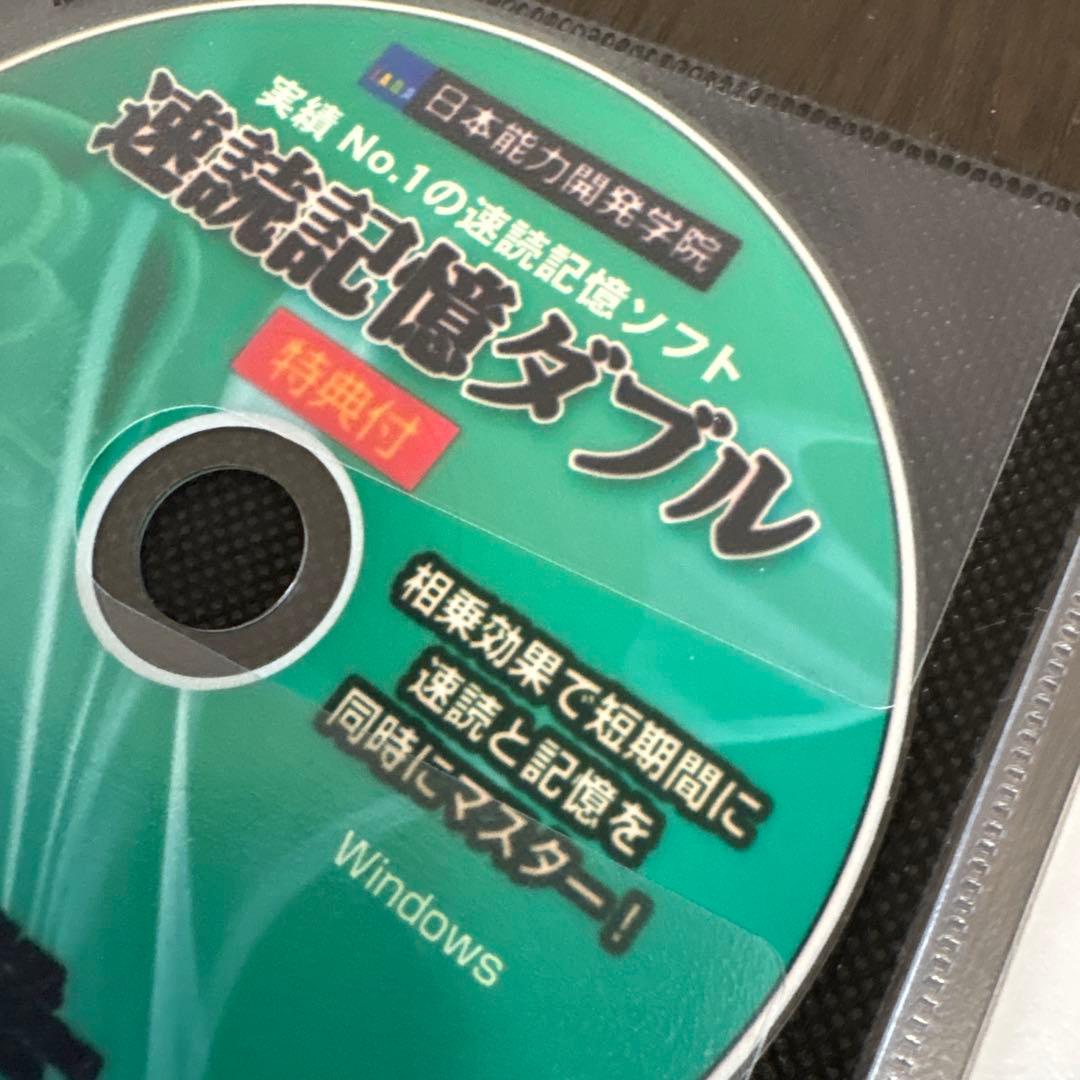 日本能力開発学院
実績 No.1の速読記憶ソフト
速読記憶ダブル
特典付
相乗効果で短期間に
速読と記憶を
同時にマスター！
Windows